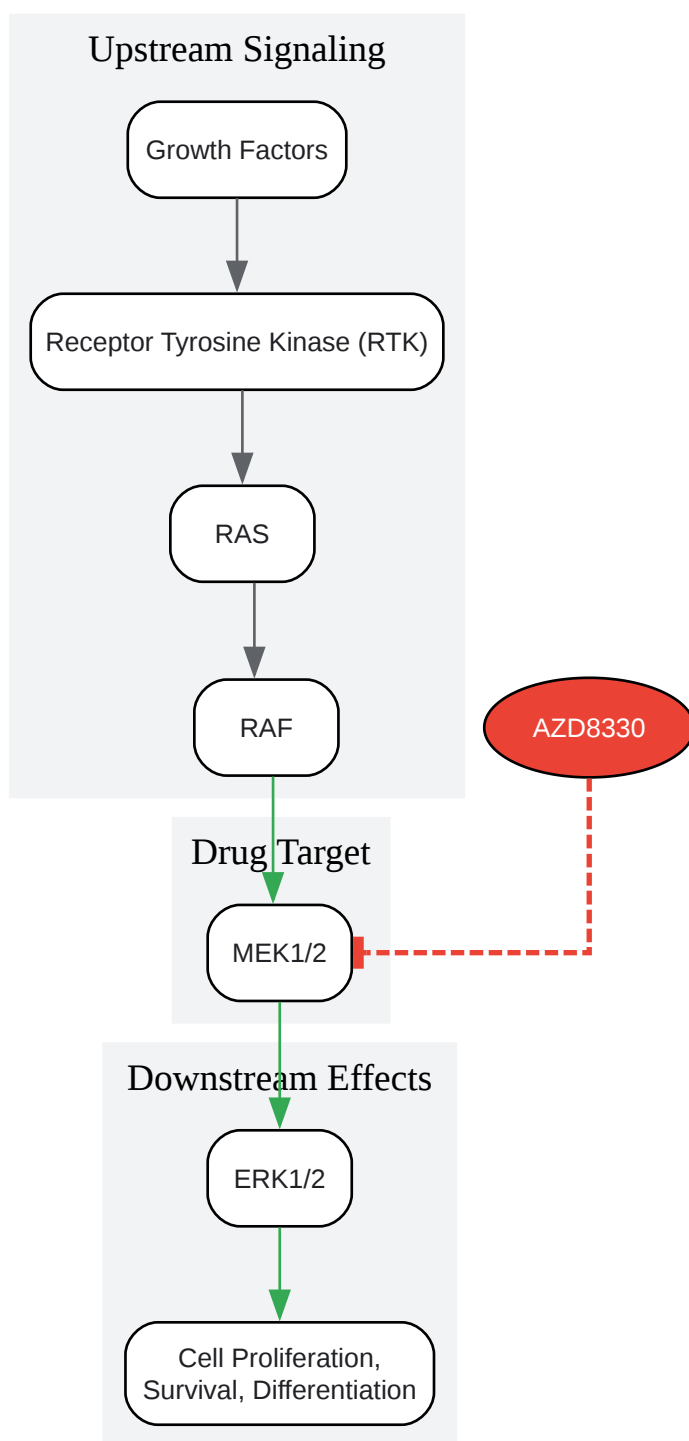 Upstream Signaling
Growth Factors
Receptor Tyrosine Kinase (RTK)
RAS
RAF
AZD8330
Drug Target
MEK1/2
Downstream Effects
ERK1/2
Cell Proliferation,
Survival, Differentiation